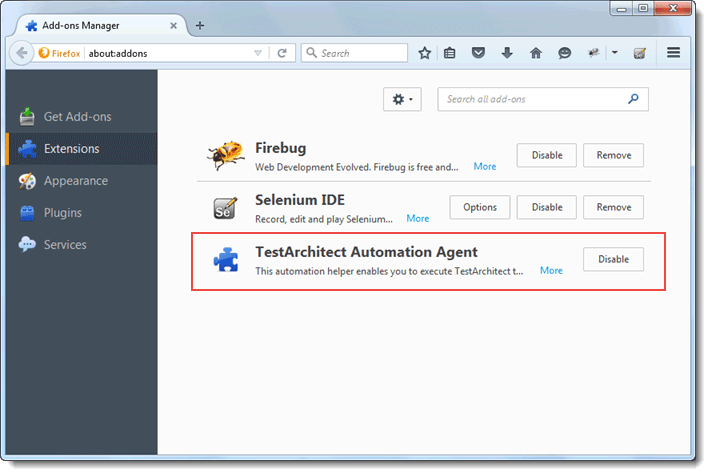 Add-ons Manager
Firefox about:addons Search
Get Add-ons
Extensions
Appearance
Plugins
Services
Search all add-ons
Firebug
Web Development Evolved. Firebug is free and... More
Disable Remove
Se
Selenium IDE
Record, edit and play Selenium... More
Options Disable Remove
TestArchitect Automation Agent
This automation helper enables you to execute TestArchitect t... More
Disable